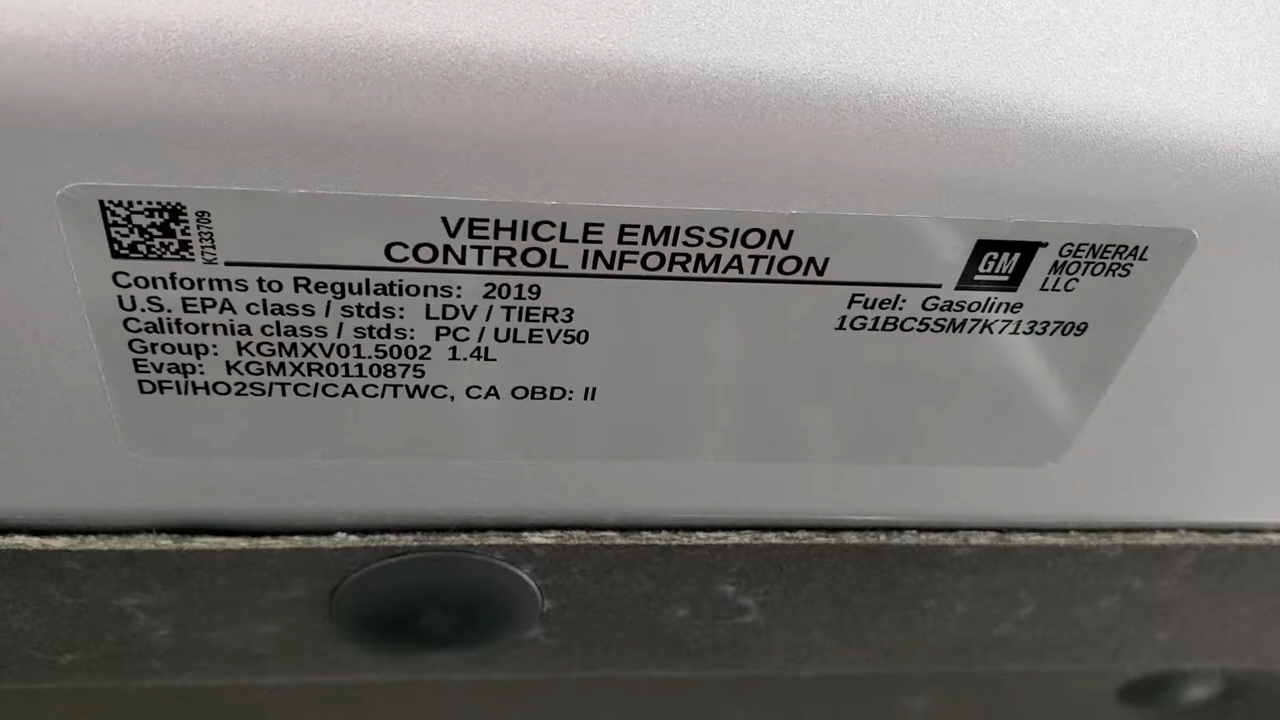 K7133709
VEHICLE EMISSION
CONTROL INFORMATION
GM
GENERAL
MOTORS
LLC
Conforms to Regulations: 2019
U.S. EPA class / stds: LDV / TIER3
California class / stds: PC / ULEV50
Group: KGMXV01.5002 1.4L
Evap: KGMXR0110875
DFI/HO2S/TC/CAC/TWC, CA OBD: II
Fuel: Gasoline
1G1BC5SM7K7133709